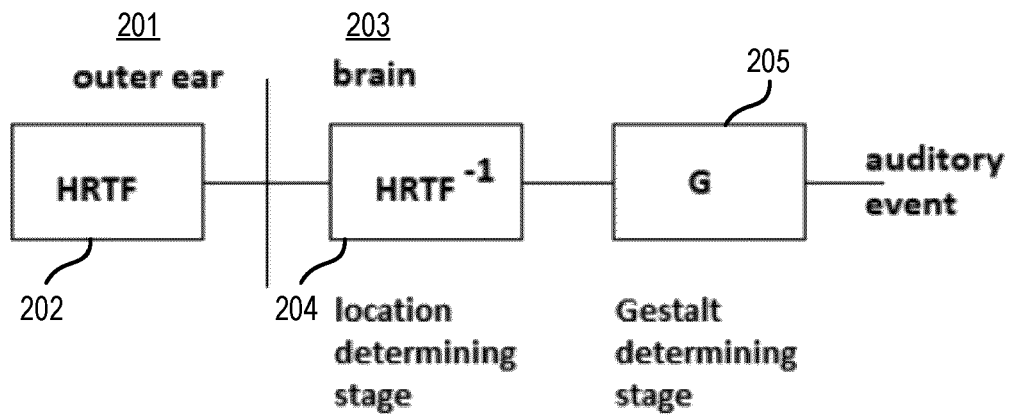 201
203
outer ear
brain
205
HRTF
HRTF -1
G
auditory
event
202
204
location
determining
stage
Gestalt
determining
stage